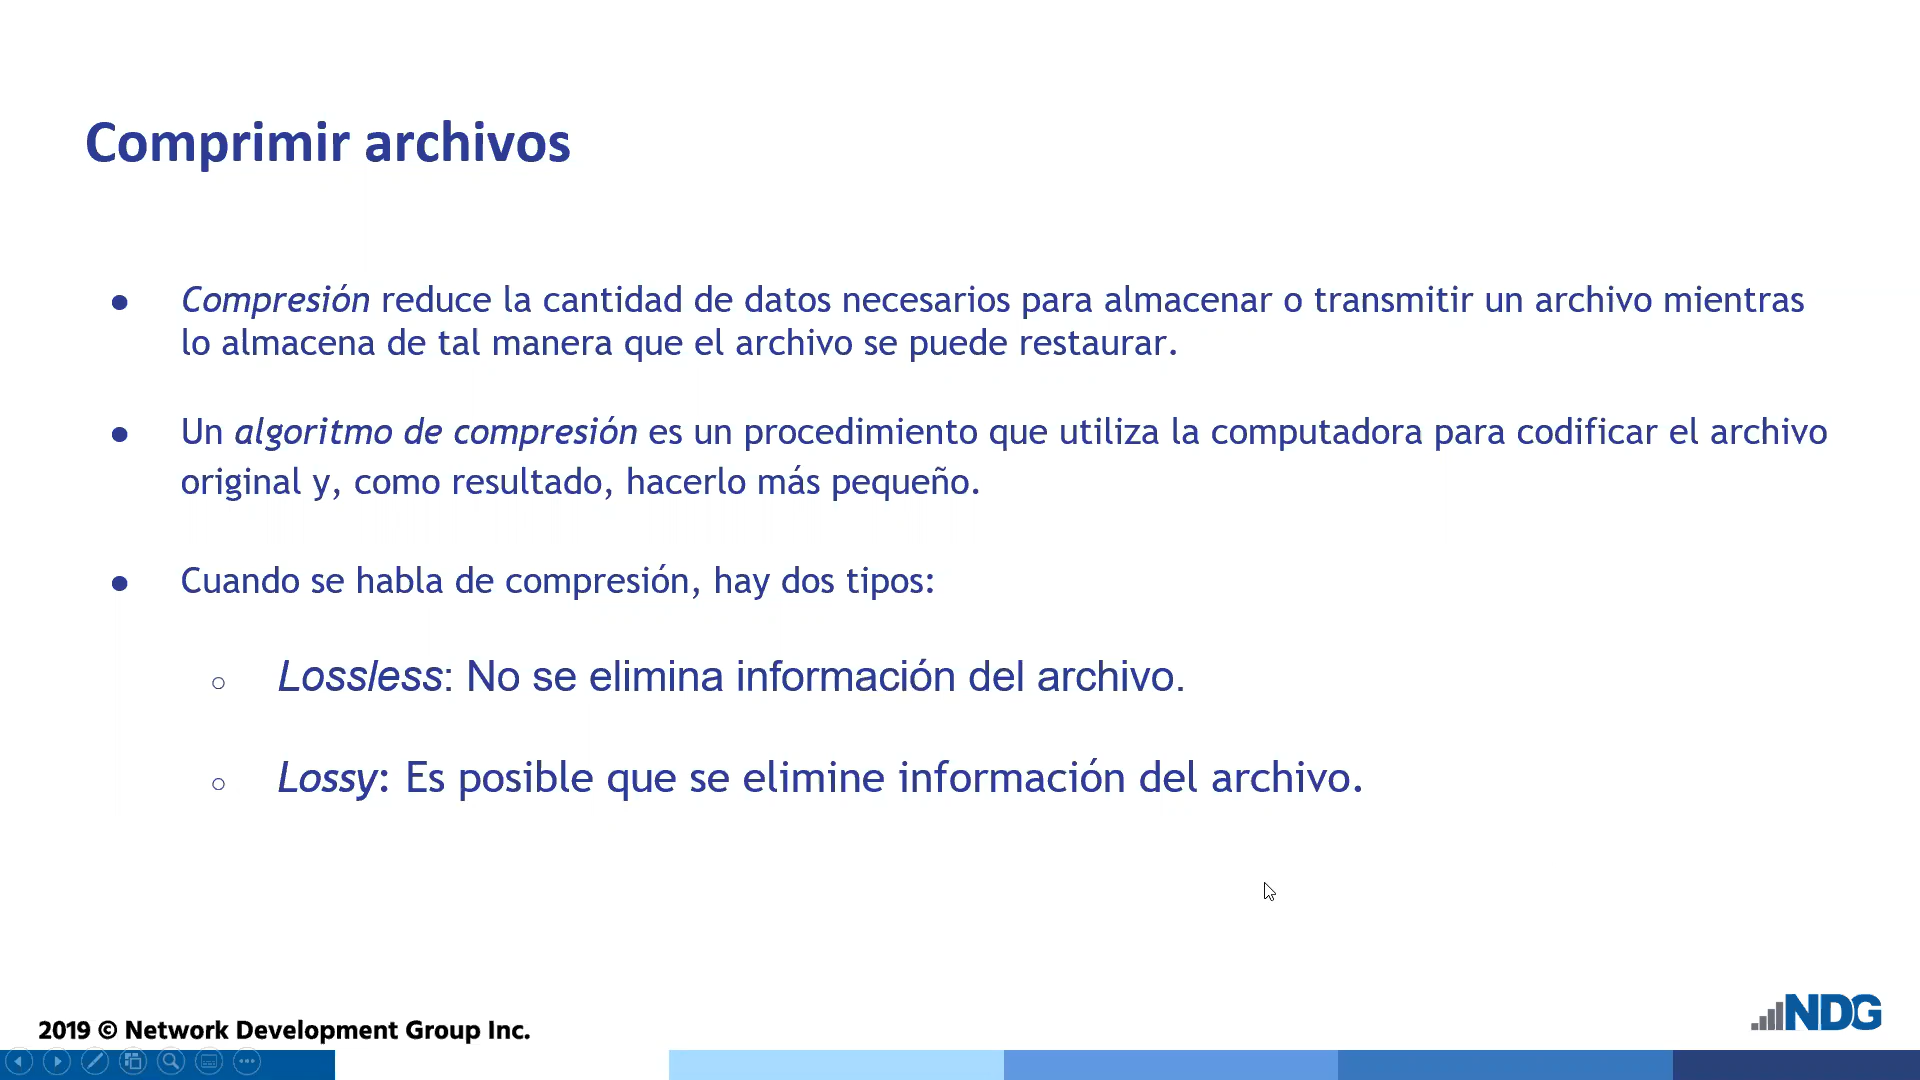 Comprimir archivos
● Compresión reduce la cantidad de datos necesarios para almacenar o transmitir un archivo mientras
lo almacena de tal manera que el archivo se puede restaurar.
● Un algoritmo de compresión es un procedimiento que utiliza la computadora para codificar el archivo
original y, como resultado, hacerlo más pequeño.
● Cuando se habla de compresión, hay dos tipos:
○ Lossless: No se elimina información del archivo.
○ Lossy: Es posible que se elimine información del archivo.
2019 © Network Development Group Inc.
NDG